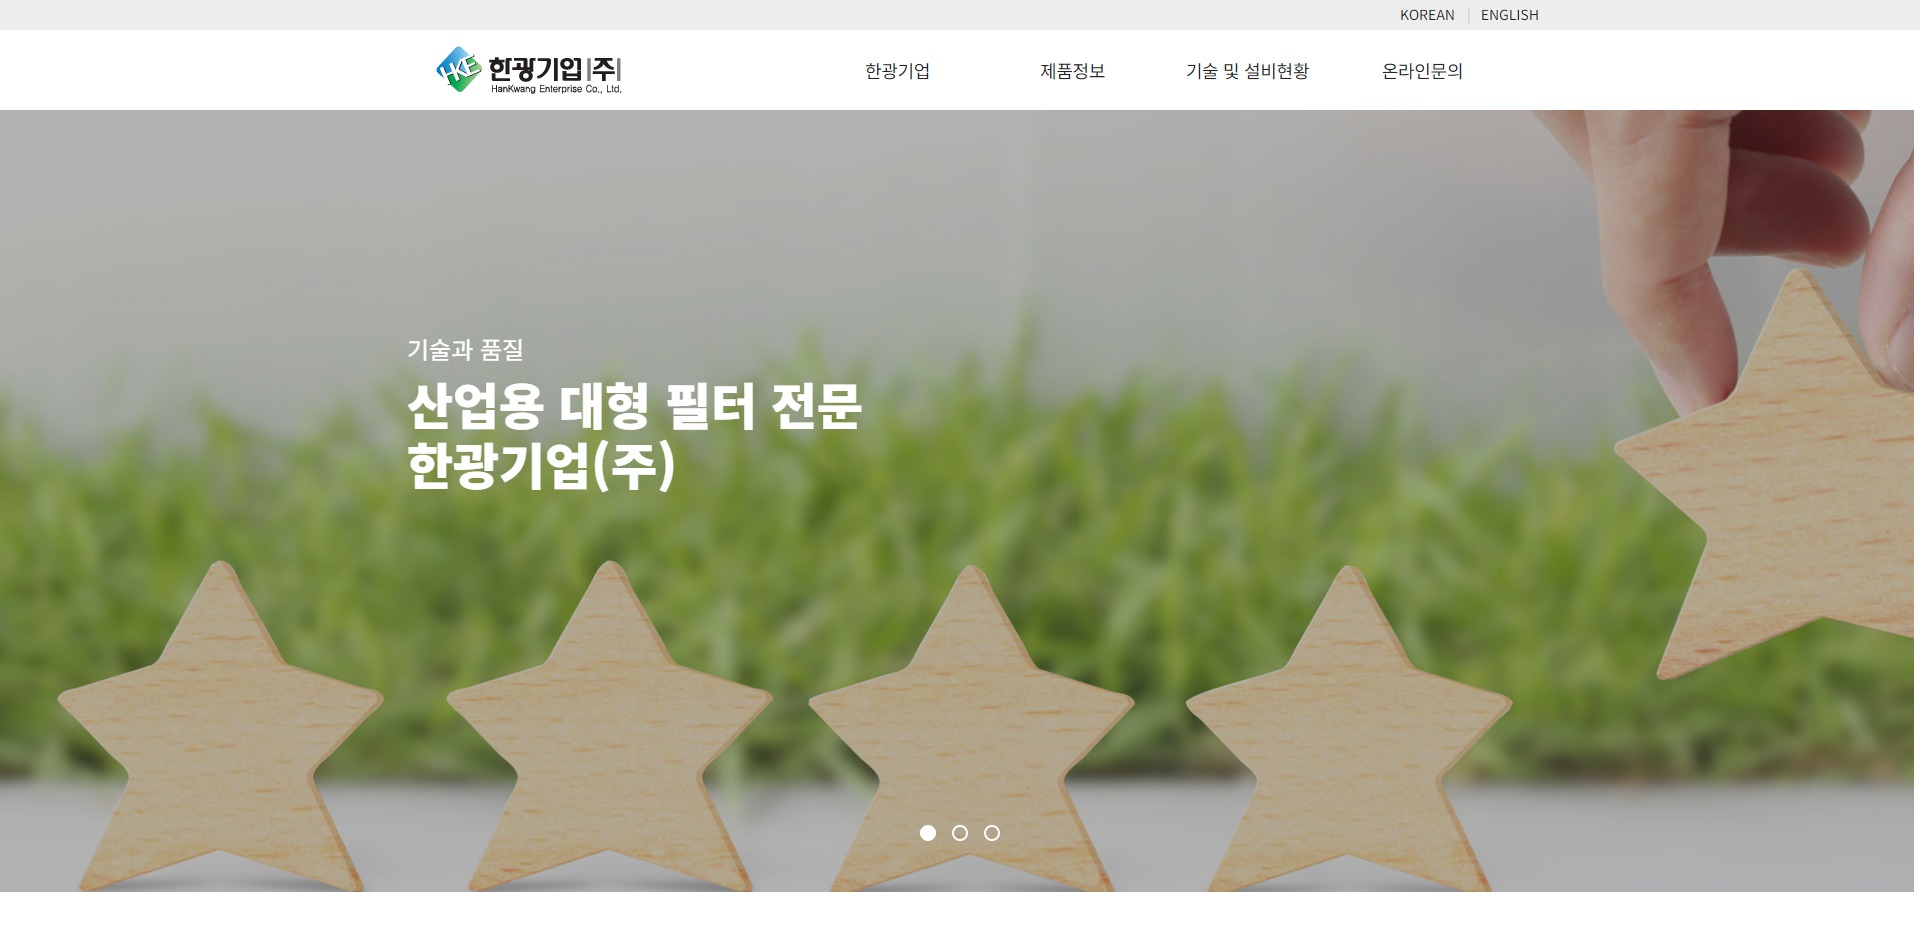 KOREAN
ENGLISH
HKE
한광기업|주|
HanKwang Enterprise Co., Ltd.
한광기업
제품정보
기술 및 설비현황
온라인문의
기술과 품질
산업용 대형 필터 전문
한광기업(주)